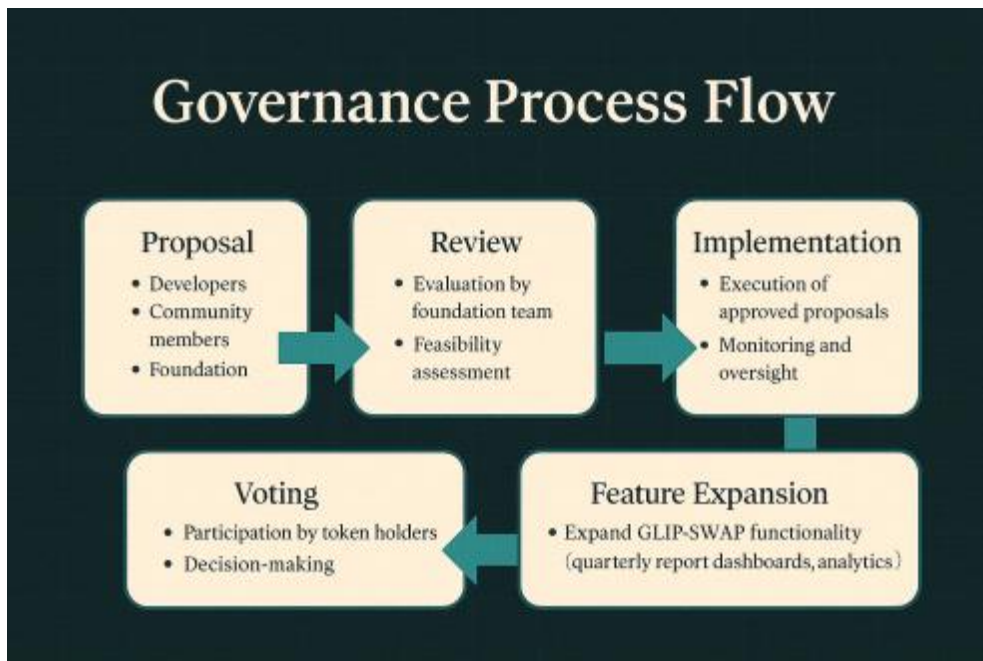 Governance Process Flow
Proposal
• Developers
• Community
members
• Foundation
Review
• Evaluation by
foundation team
• Feasibility
assessment
Implementation
• Execution of
approved proposals
• Monitoring and
oversight
Voting
• Participation by token holders
• Decision-making
Feature Expansion
• Expand GLIP-SWAP functionality
(quarterly report dashboards, analytics)